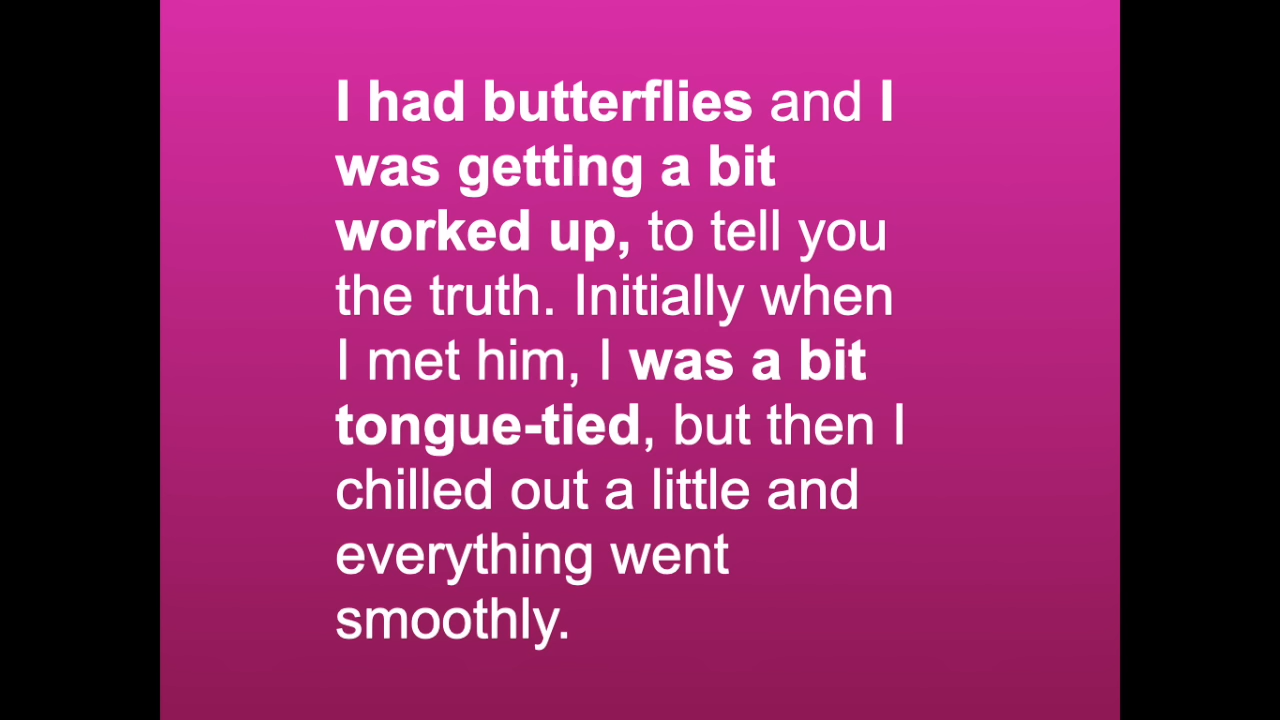 I had butterflies and I
was getting a bit
worked up, to tell you
the truth. Initially when
I met him, I was a bit
tongue-tied, but then I
chilled out a little and
everything went
smoothly.